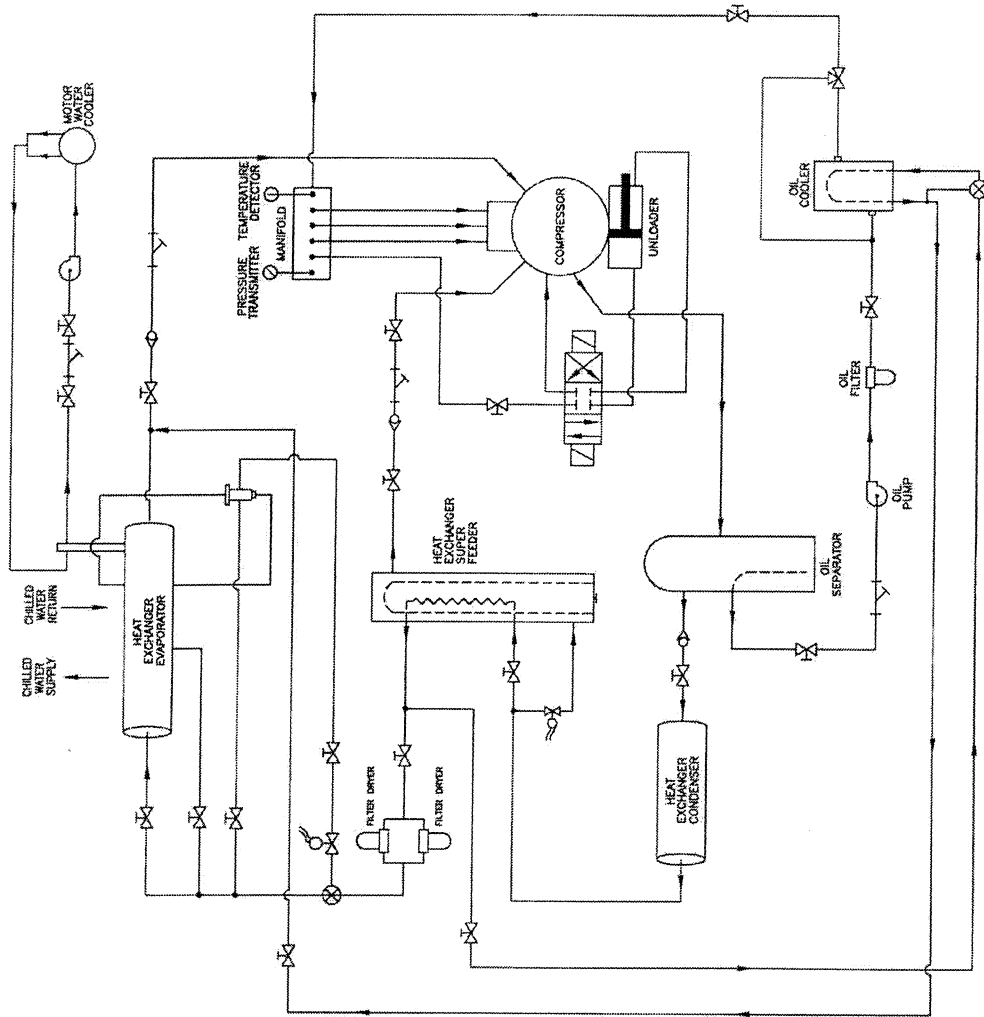 MOTOR
WATER
COOLER
TEMPERATURE
DETECTOR
PRESSURE
TRANSMITTER
MANIFOLD
COMPRESSOR
UNLOADER
OIL
COOLER
OIL
FILTER
OIL
PUMP
OIL
SEPARATOR
HEAT
EXCHANGER
SUPER
FEEDER
CHILLED
WATER
RETURN
CHILLED
WATER
SUPPLY
HEAT
EXCHANGER
EVAPORATOR
FILTER DRYER
FILTER DRYER
HEAT
EXCHANGER
CONDENSER